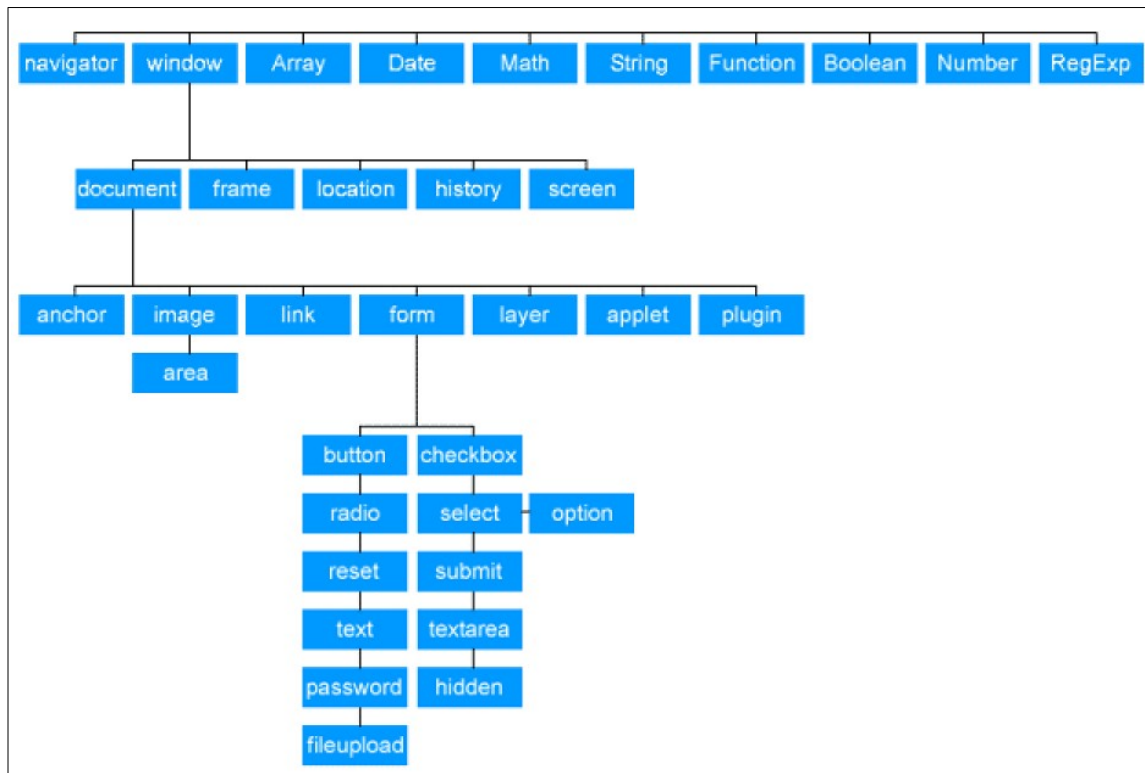 navigator window Array Date Math String Function Boolean Number RegExp
document frame location history screen
anchor image link form layer applet plugin
area
button checkbox
radio select option
reset submit
text textarea
password hidden
fileupload